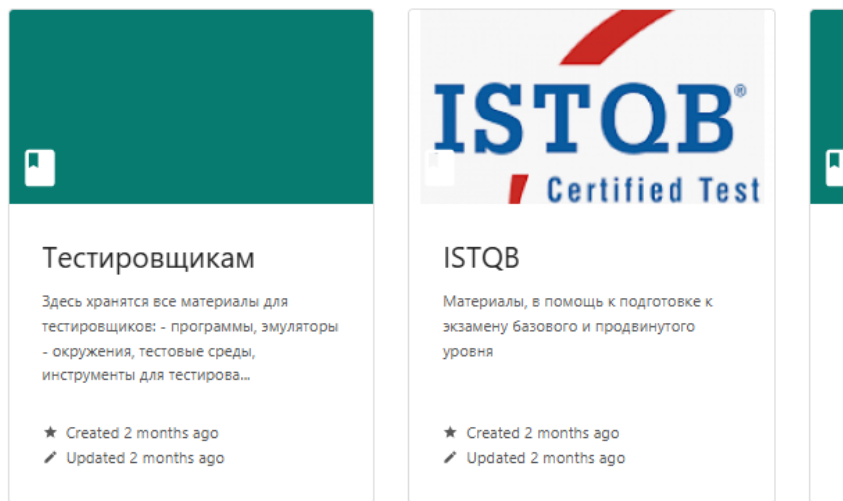 Тестировщикам
Здесь хранятся все материалы для
тестировщиков: - программы, эмуляторы
- окружения, тестовые среды,
инструменты для тестирова...
Created 2 months ago
Updated 2 months ago
ISTQB®
Certified Test
ISTQB
Материалы, в помощь к подготовке к
экзамену базового и продвинутого
уровня
Created 2 months ago
Updated 2 months ago